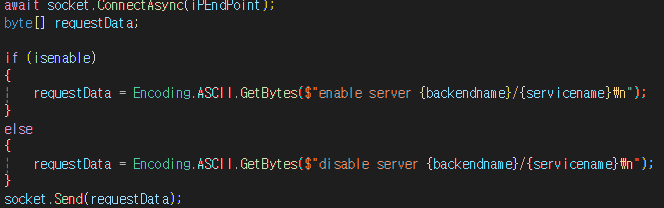 await socket.ConnectAsync(iPEndPoint);
byte[] requestData;
if (isenable)
{
requestData = Encoding.ASCII.GetBytes($"enable server {backendname}/{servicename}₩n");
}
else
{
requestData = Encoding.ASCII.GetBytes($"disable server {backendname}/{servicename}₩n");
}
socket.Send(requestData);